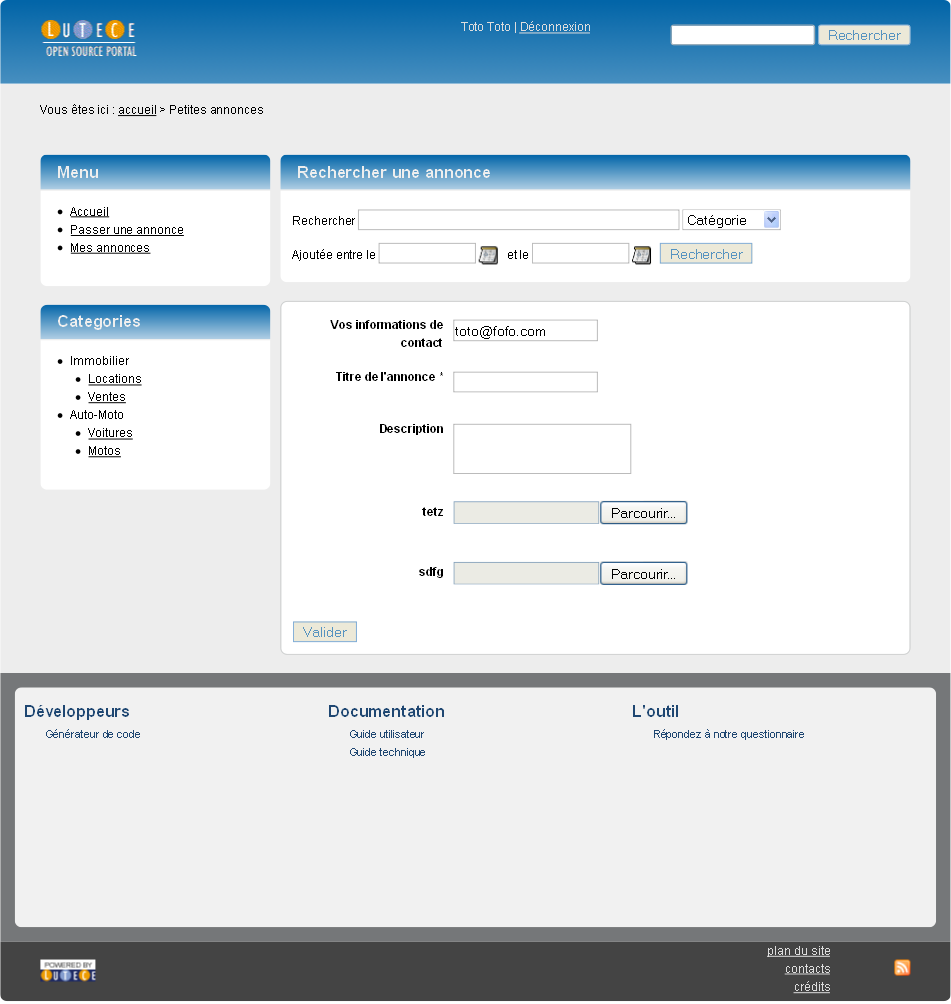 LUTECE
OPEN SOURCE PORTAL
Toto Toto | Déconnexion
Rechercher
Vous êtes ici : accueil > Petites annonces
Menu
Accueil
Passer une annonce
Mes annonces
Categories
Immobilier
Locations
Ventes
Auto-Moto
Voitures
Motos
Rechercher une annonce
Rechercher Catégorie
Ajoutée entre le et le Rechercher
Vos informations de
contact
toto@fofo.com
Titre de l'annonce *
Description
tetz Parcourir...
sdfg Parcourir...
Valider
Développeurs
Générateur de code
Documentation
Guide utilisateur
Guide technique
L'outil
Répondez à notre questionnaire
POWERED BY
LUTECE
plan du site
contacts
crédits